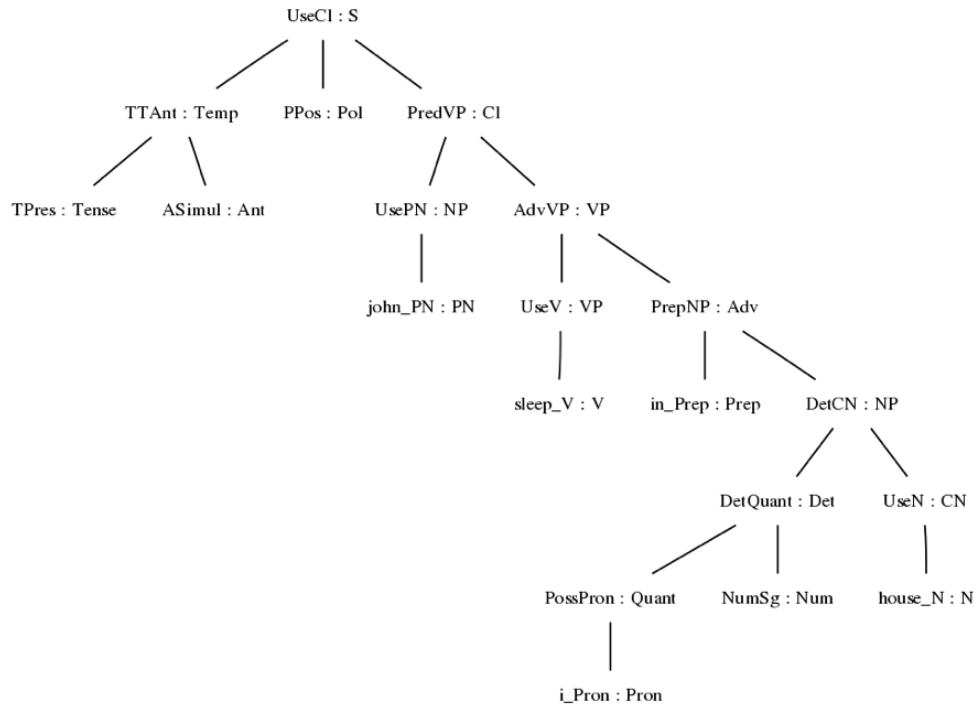 UseCl : S
TTAnt : Temp PPos : Pol PredVP : Cl
TPres : Tense ASimul : Ant UsePN : NP AdvVP : VP
john_PN : PN UseV : VP PrepNP : Adv
sleep_V : V in_Prep : Prep DetCN : NP
DetQuant : Det UseN : CN
PossPron : Quant NumSg : Num house_N : N
i_Pron : Pron